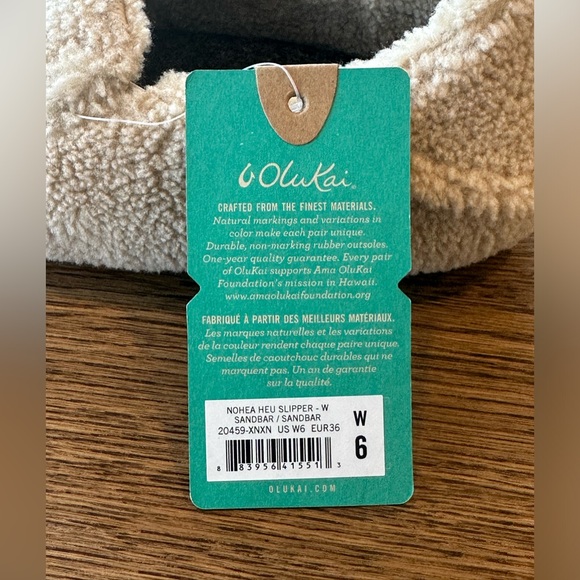 OluKai®
CRAFTED FROM THE FINEST MATERIALS.
Natural markings and variations in
color make each pair unique.
Durable, non-marking rubber outsoles.
One-year quality guarantee. Every pair
of OluKai supports Ama OluKai
Foundation's mission in Hawaii.
www.amaolukaifoundation.org
FABRIQUÉ À PARTIR DES MEILLEURS MATÉRIAUX.
Les marques naturelles et les variations
de la couleur rendent chaque paire unique.
Semelles de caoutchouc durables qui ne
marquent pas. Un an de garantie
sur la qualité.
NOHEA HEU SLIPPER - W
SANDBAR / SANDBAR
20459-XNXN US W6 EUR36
8 83956 41551 3
W
6
OLUKAI.COM